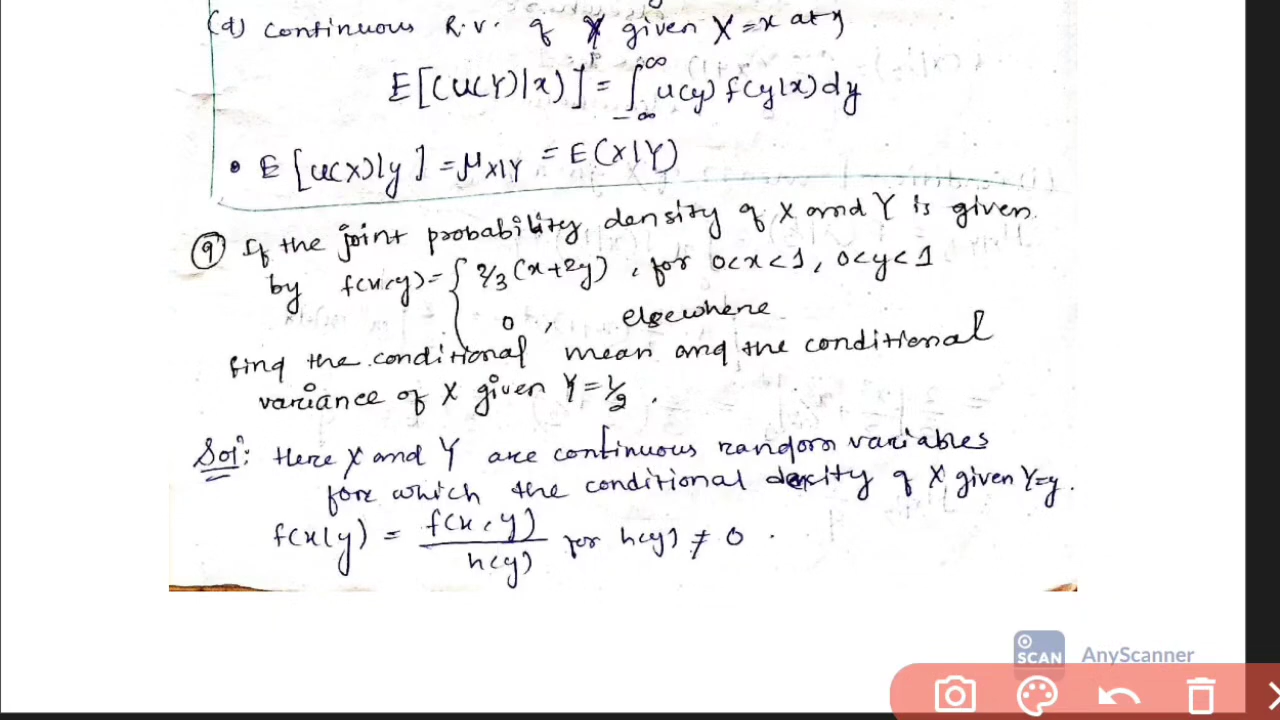 (d) continuous R.V. of Y given X=x at y
E[(u(Y)|x)] = ∫_{-∞}^{∞} u(y) f(y|x) dy
• E [u(X)|y] = μ_{X|Y} = E(X|Y)
(9) If the joint probability density of X and Y is given
by f(x,y) = { 2/3 (x+2y) , for 0<x<1, 0<y<1
0 , elsewhere
find the conditional mean and the conditional
variance of X given Y=1/2 .
Sol: Here X and Y are continuous random variables
for which the conditional density of X given Y=y.
f(x|y) = f(x,y) / h(y) for h(y) ≠ 0 .
SCAN AnyScanner